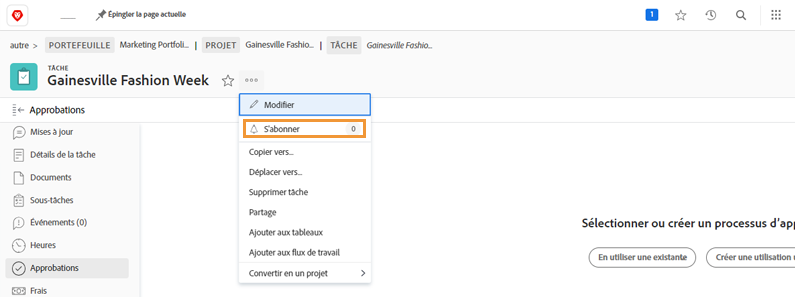 Épingler la page actuelle
1
autre > PORTEFEUILLE Marketing Portfoli... | PROJET Gainesville Fashio... | TÂCHE Gainesville Fashio...
TÂCHE
Gainesville Fashion Week
Approbations
Mises à jour
Détails de la tâche
Documents
Sous-tâches
Événements (0)
Heures
Approbations
Frais
Modifier
S'abonner 0
Copier vers...
Déplacer vers...
Supprimer tâche
Partage
Ajouter aux tableaux
Ajouter aux flux de travail
Convertir en un projet
Sélectionner ou créer un processus d'app
En utiliser une existante
Créer une utilisation u